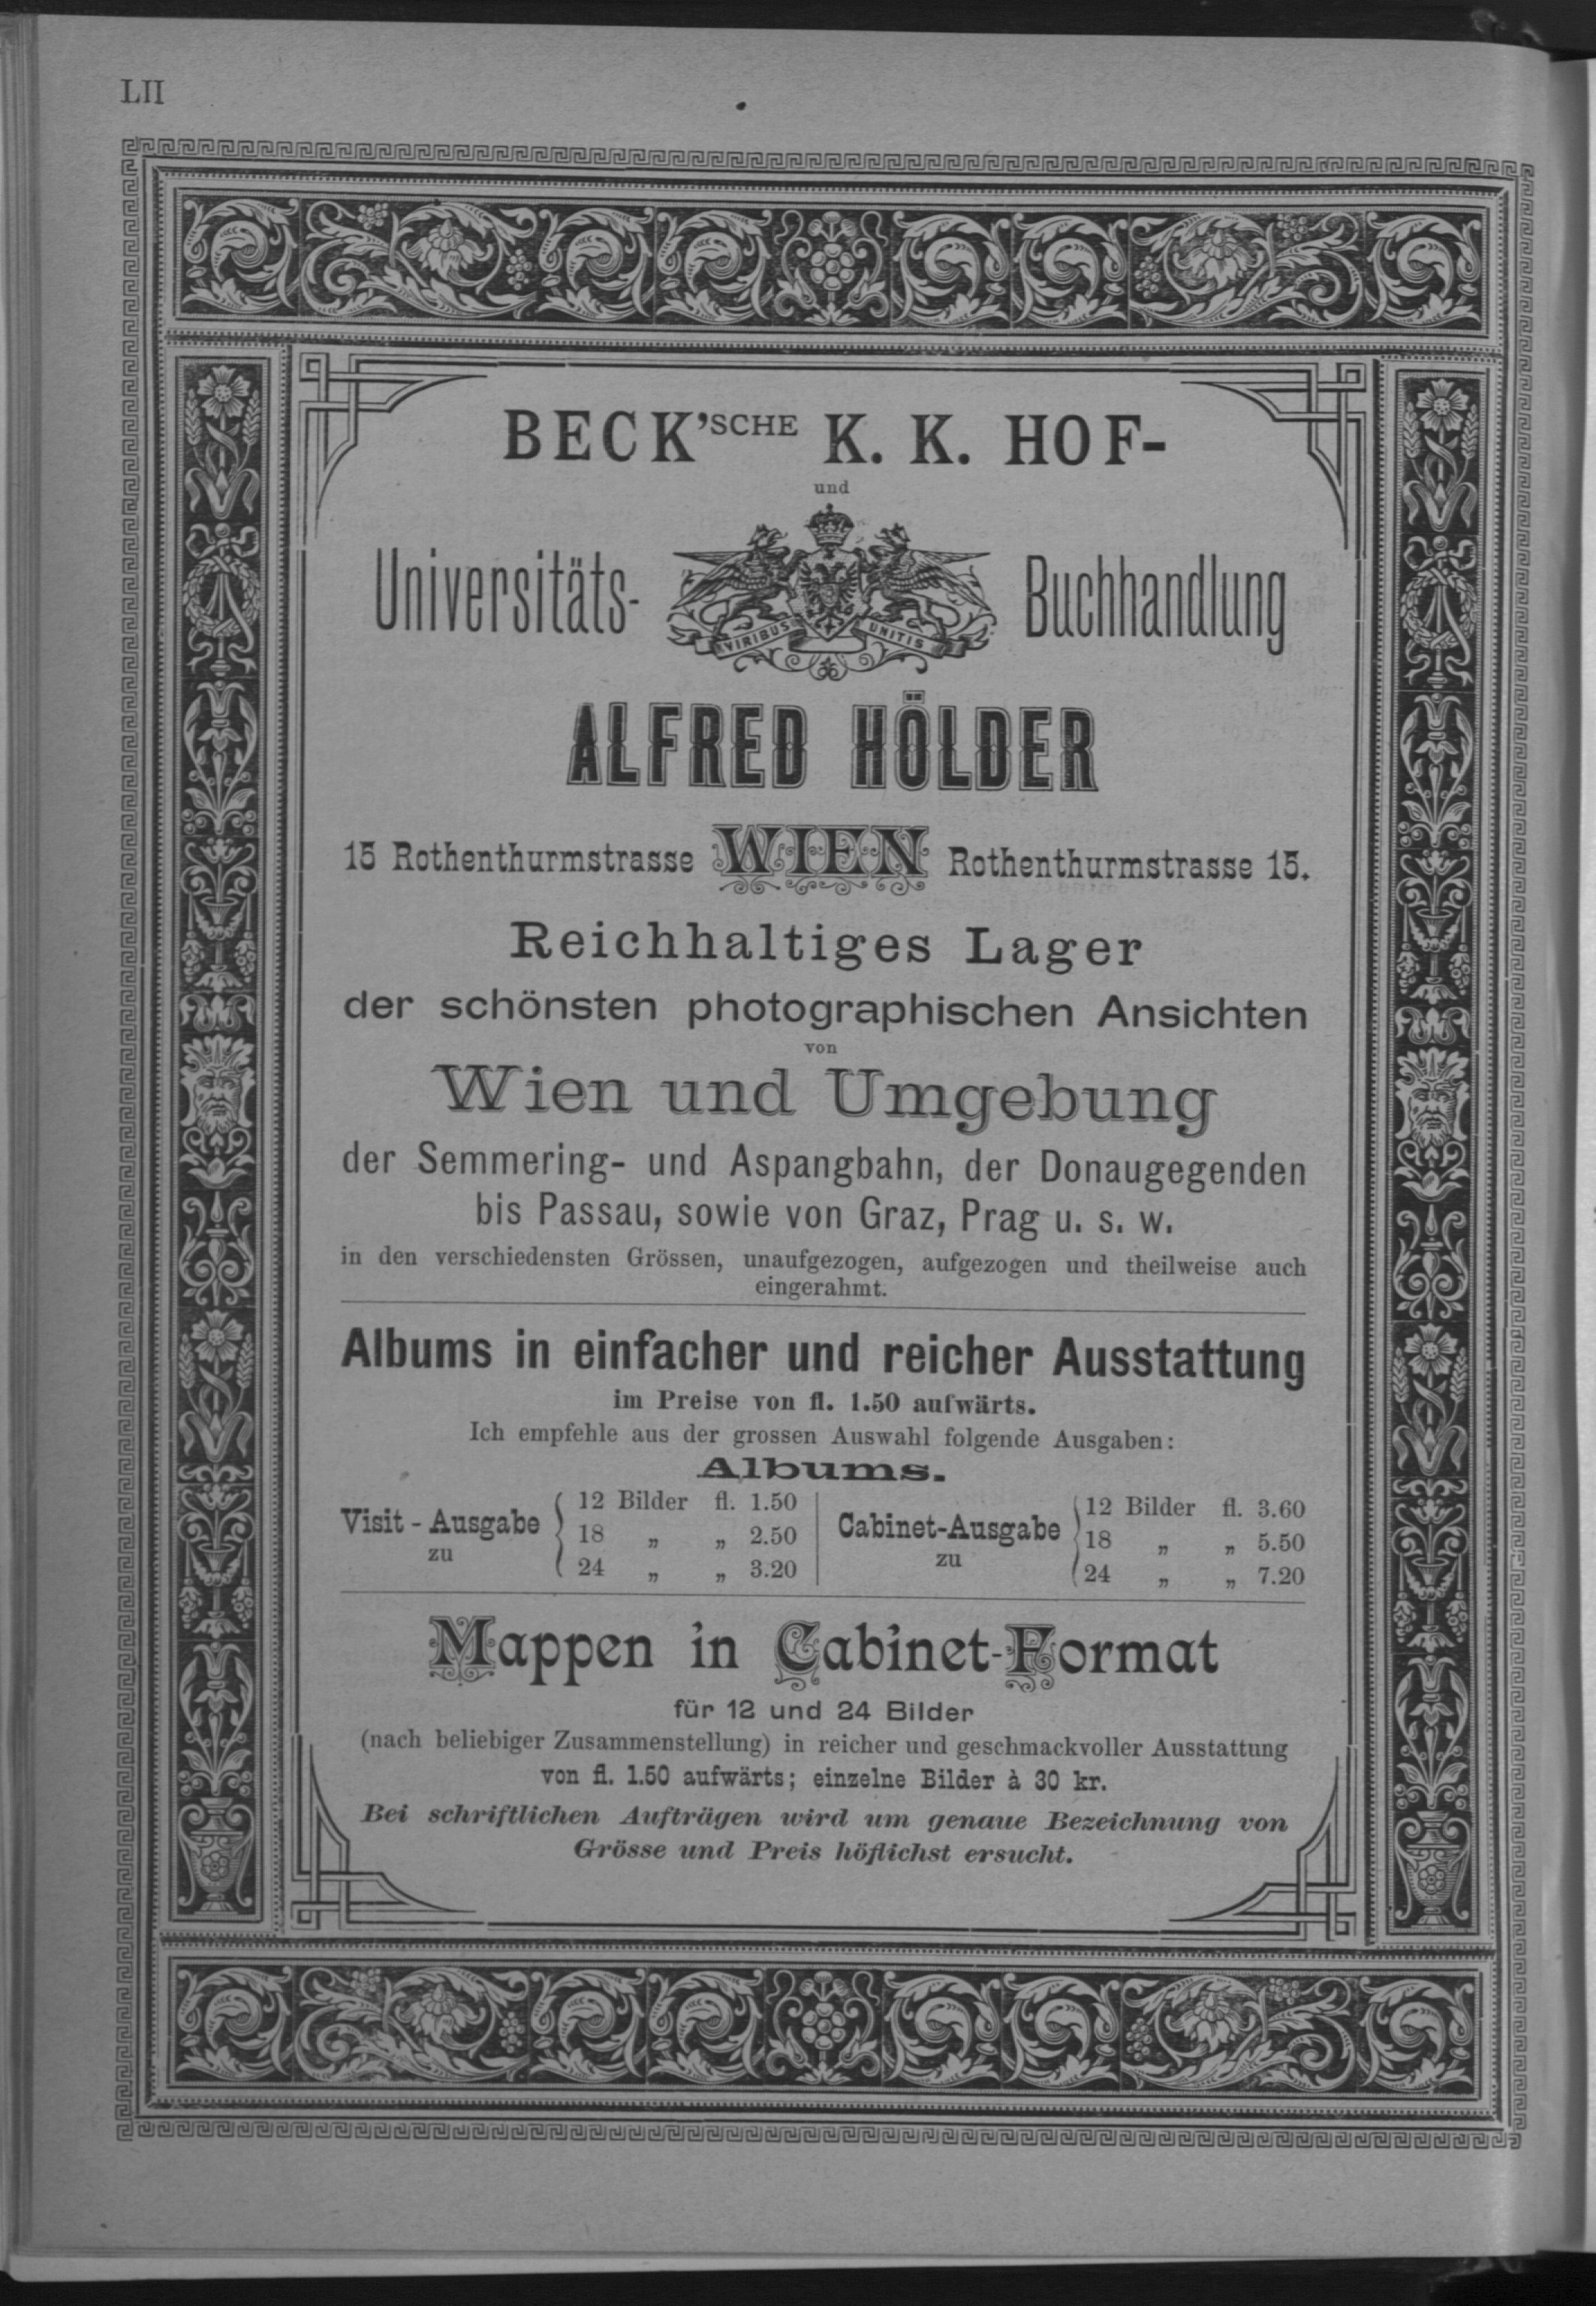 LII
BECK'SCHE K. K. HOF-
und
Universitäts- Buchhandlung
VIRIBUS UNITIS
ALFRED HÖLDER
15 Rothenthurmstrasse WIEN Rothenthurmstrasse 15.
Reichhaltiges Lager
der schönsten photographischen Ansichten
von
Wien und Umgebung
der Semmering- und Aspangbahn, der Donaugegenden
bis Passau, sowie von Graz, Prag u. s. w.
in den verschiedensten Grössen, unaufgezogen, aufgezogen und theilweise auch
eingerahmt.
Albums in einfacher und reicher Ausstattung
im Preise von fl. 1.50 aufwärts.
Ich empfehle aus der grossen Auswahl folgende Ausgaben:
Albums.
Visit - Ausgabe
zu
12 Bilder fl. 1.50
18 „ „ 2.50
24 „ „ 3.20
Cabinet-Ausgabe
zu
12 Bilder fl. 3.60
18 „ „ 5.50
24 „ „ 7.20
Mappen in Cabinet-Format
für 12 und 24 Bilder
(nach beliebiger Zusammenstellung) in reicher und geschmackvoller Ausstattung
von fl. 1.50 aufwärts; einzelne Bilder à 30 kr.
Bei schriftlichen Aufträgen wird um genaue Bezeichnung von
Grösse und Preis höflichst ersucht.